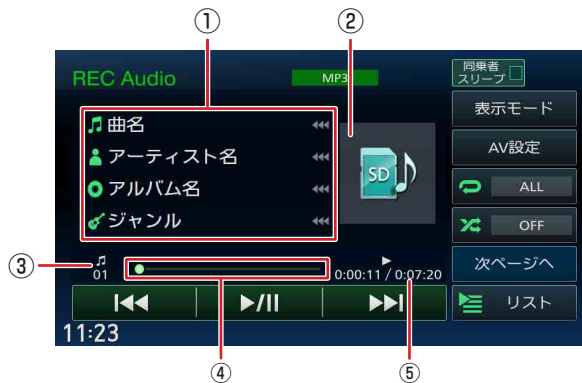 ① ②
REC Audio MP3 同乗者
スリープ
曲名 表示モード
アーティスト名 AV設定
SD
アルバム名 ALL
ジャンル OFF
③ 01 0:00:11 / 0:07:20 次ページへ
リスト
11:23
④ ⑤